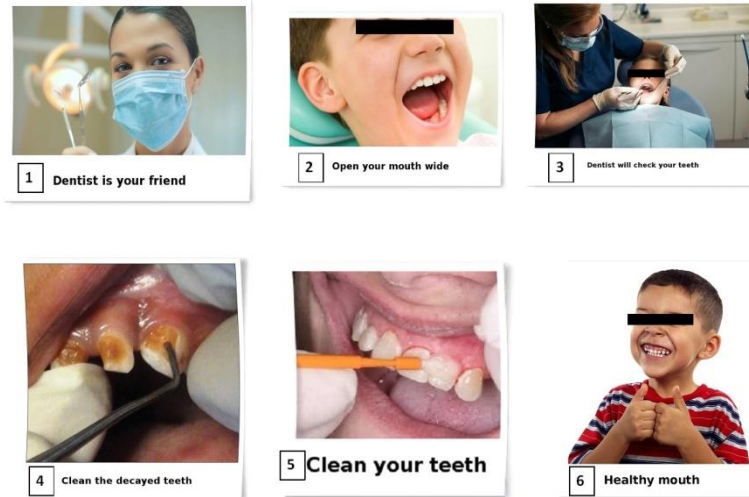 1 Dentist is your friend
2 Open your mouth wide
3 Dentist will check your teeth
4 Clean the decayed teeth
5 Clean your teeth
6 Healthy mouth